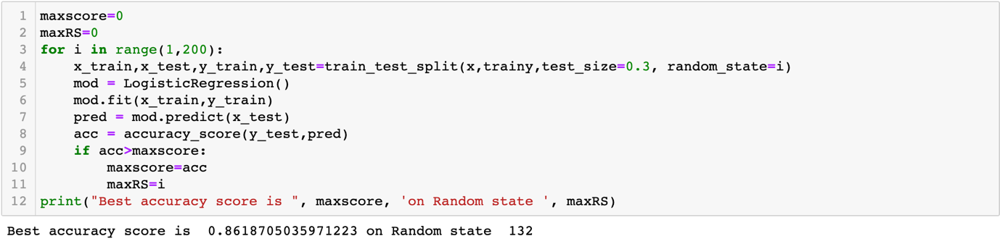 1 maxscore=0
2 maxRS=0
3 for i in range(1,200):
4     x_train,x_test,y_train,y_test=train_test_split(x,trainy,test_size=0.3, random_state=i)
5     mod = LogisticRegression()
6     mod.fit(x_train,y_train)
7     pred = mod.predict(x_test)
8     acc = accuracy_score(y_test,pred)
9     if acc>maxscore:
10         maxscore=acc
11         maxRS=i
12 print("Best accuracy score is ", maxscore, 'on Random state ', maxRS)
Best accuracy score is  0.8618705035971223 on Random state  132